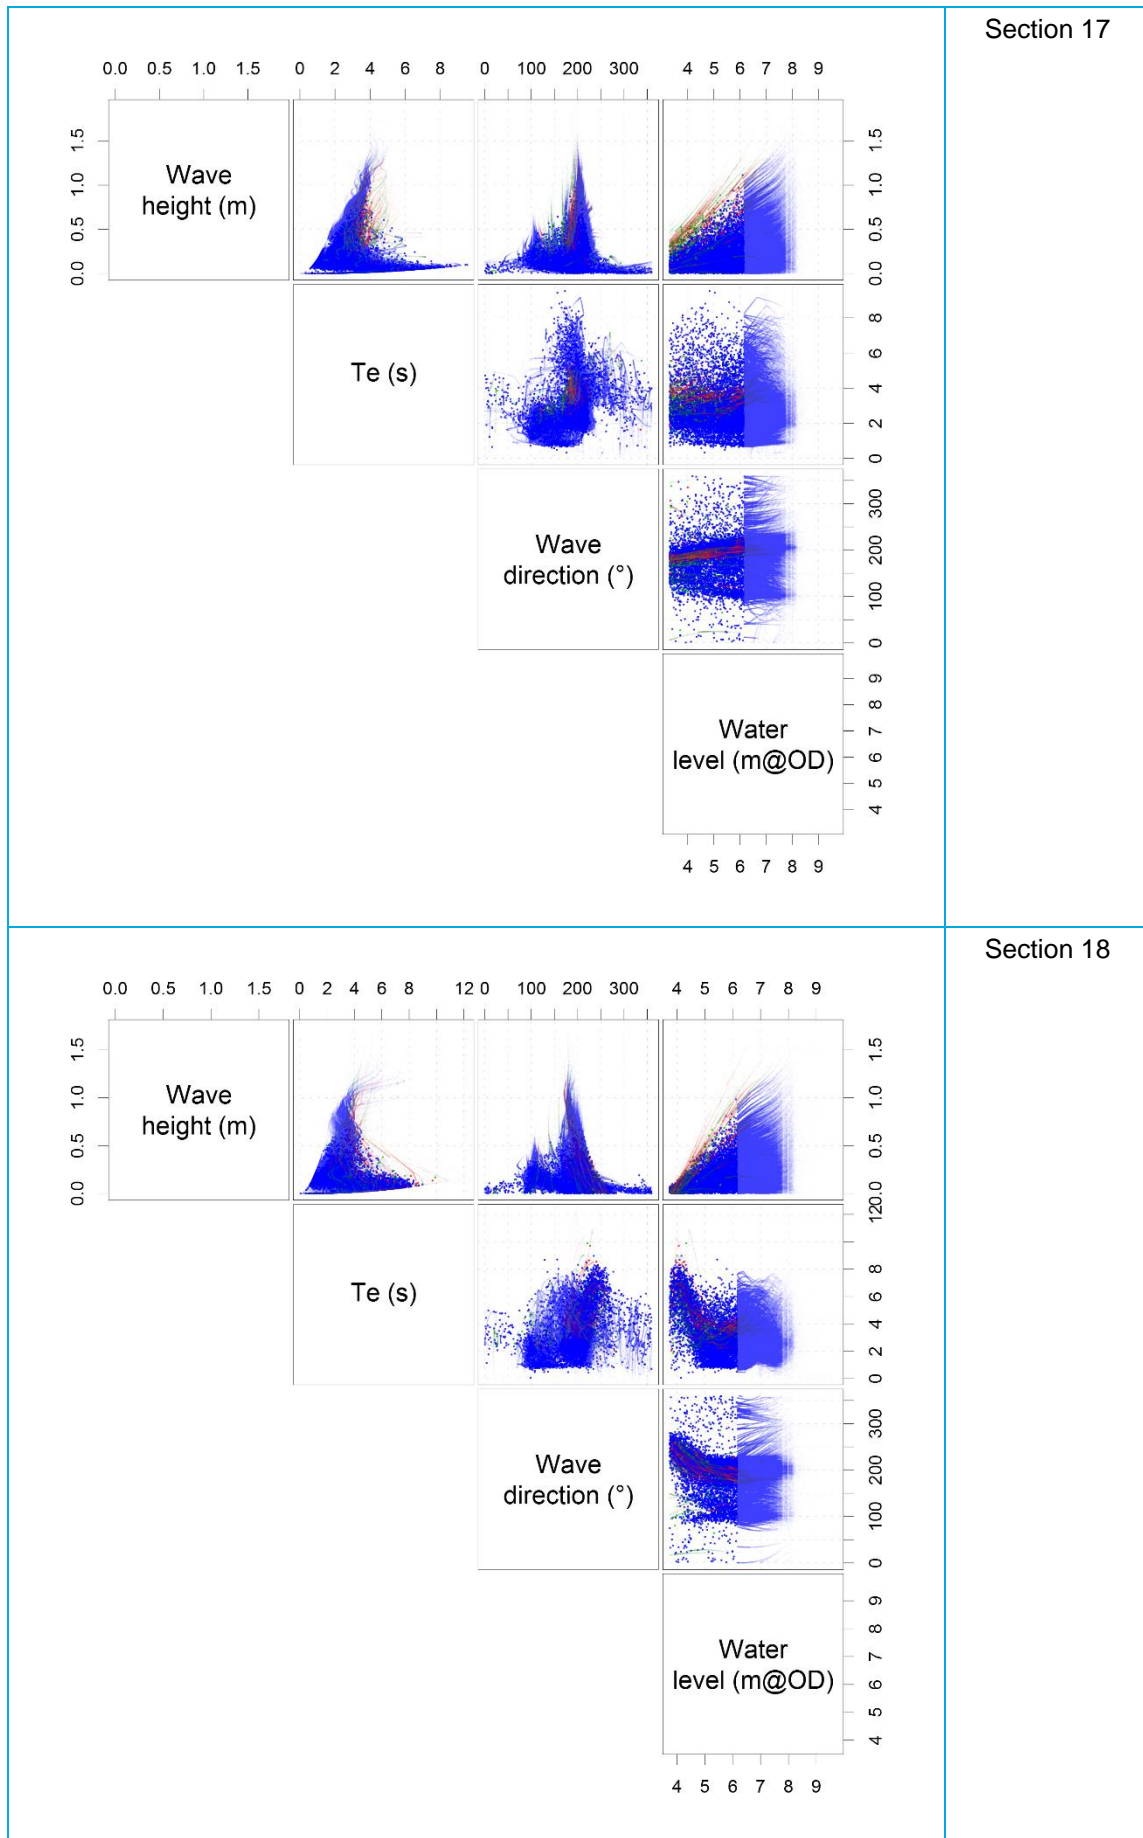 Section 17
0.0 0.5 1.0 1.5 0 2 4 6 8 0 100 200 300 4 5 6 7 8 9
Wave
height (m)
0.0 0.5 1.0 1.5
0.0 0.5 1.0 1.5
Te (s)
0 2 4 6 8
Wave
direction (°)
0 100 200 300
Water
level (m@OD)
4 5 6 7 8 9
4 5 6 7 8 9
Section 18
0.0 0.5 1.0 1.5 0 2 4 6 8 12 0 100 200 300 4 5 6 7 8 9
Wave
height (m)
0.0 0.5 1.0 1.5
0.0 0.5 1.0 1.5
Te (s)
0 2 4 6 8 12
Wave
direction (°)
0 100 200 300
Water
level (m@OD)
4 5 6 7 8 9
4 5 6 7 8 9